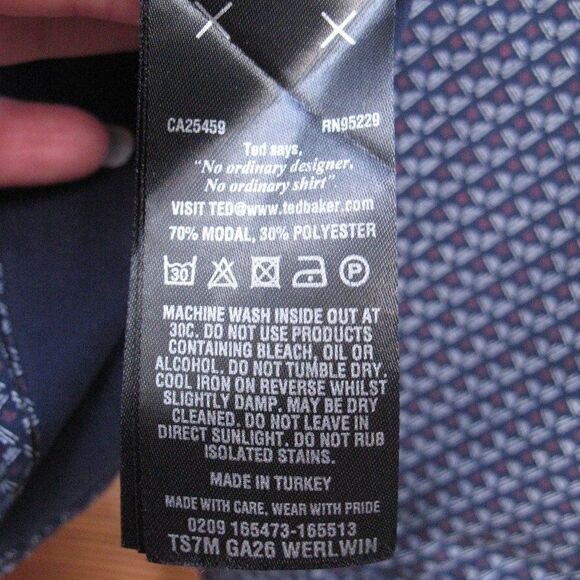 CA25459 RN95229
Ted says,
"No ordinary designer.
No ordinary shirt"
VISIT TED@www.tedbaker.com
70% MODAL, 30% POLYESTER
30 P
MACHINE WASH INSIDE OUT AT
30C. DO NOT USE PRODUCTS
CONTAINING BLEACH, OIL OR
ALCOHOL. DO NOT TUMBLE DRY.
COOL IRON ON REVERSE WHILST
SLIGHTLY DAMP. MAY BE DRY
CLEANED. DO NOT LEAVE IN
DIRECT SUNLIGHT. DO NOT RUB
ISOLATED STAINS.
MADE IN TURKEY
MADE WITH CARE, WEAR WITH PRIDE
0209 165473-165513
TS7M GA26 WERLWIN